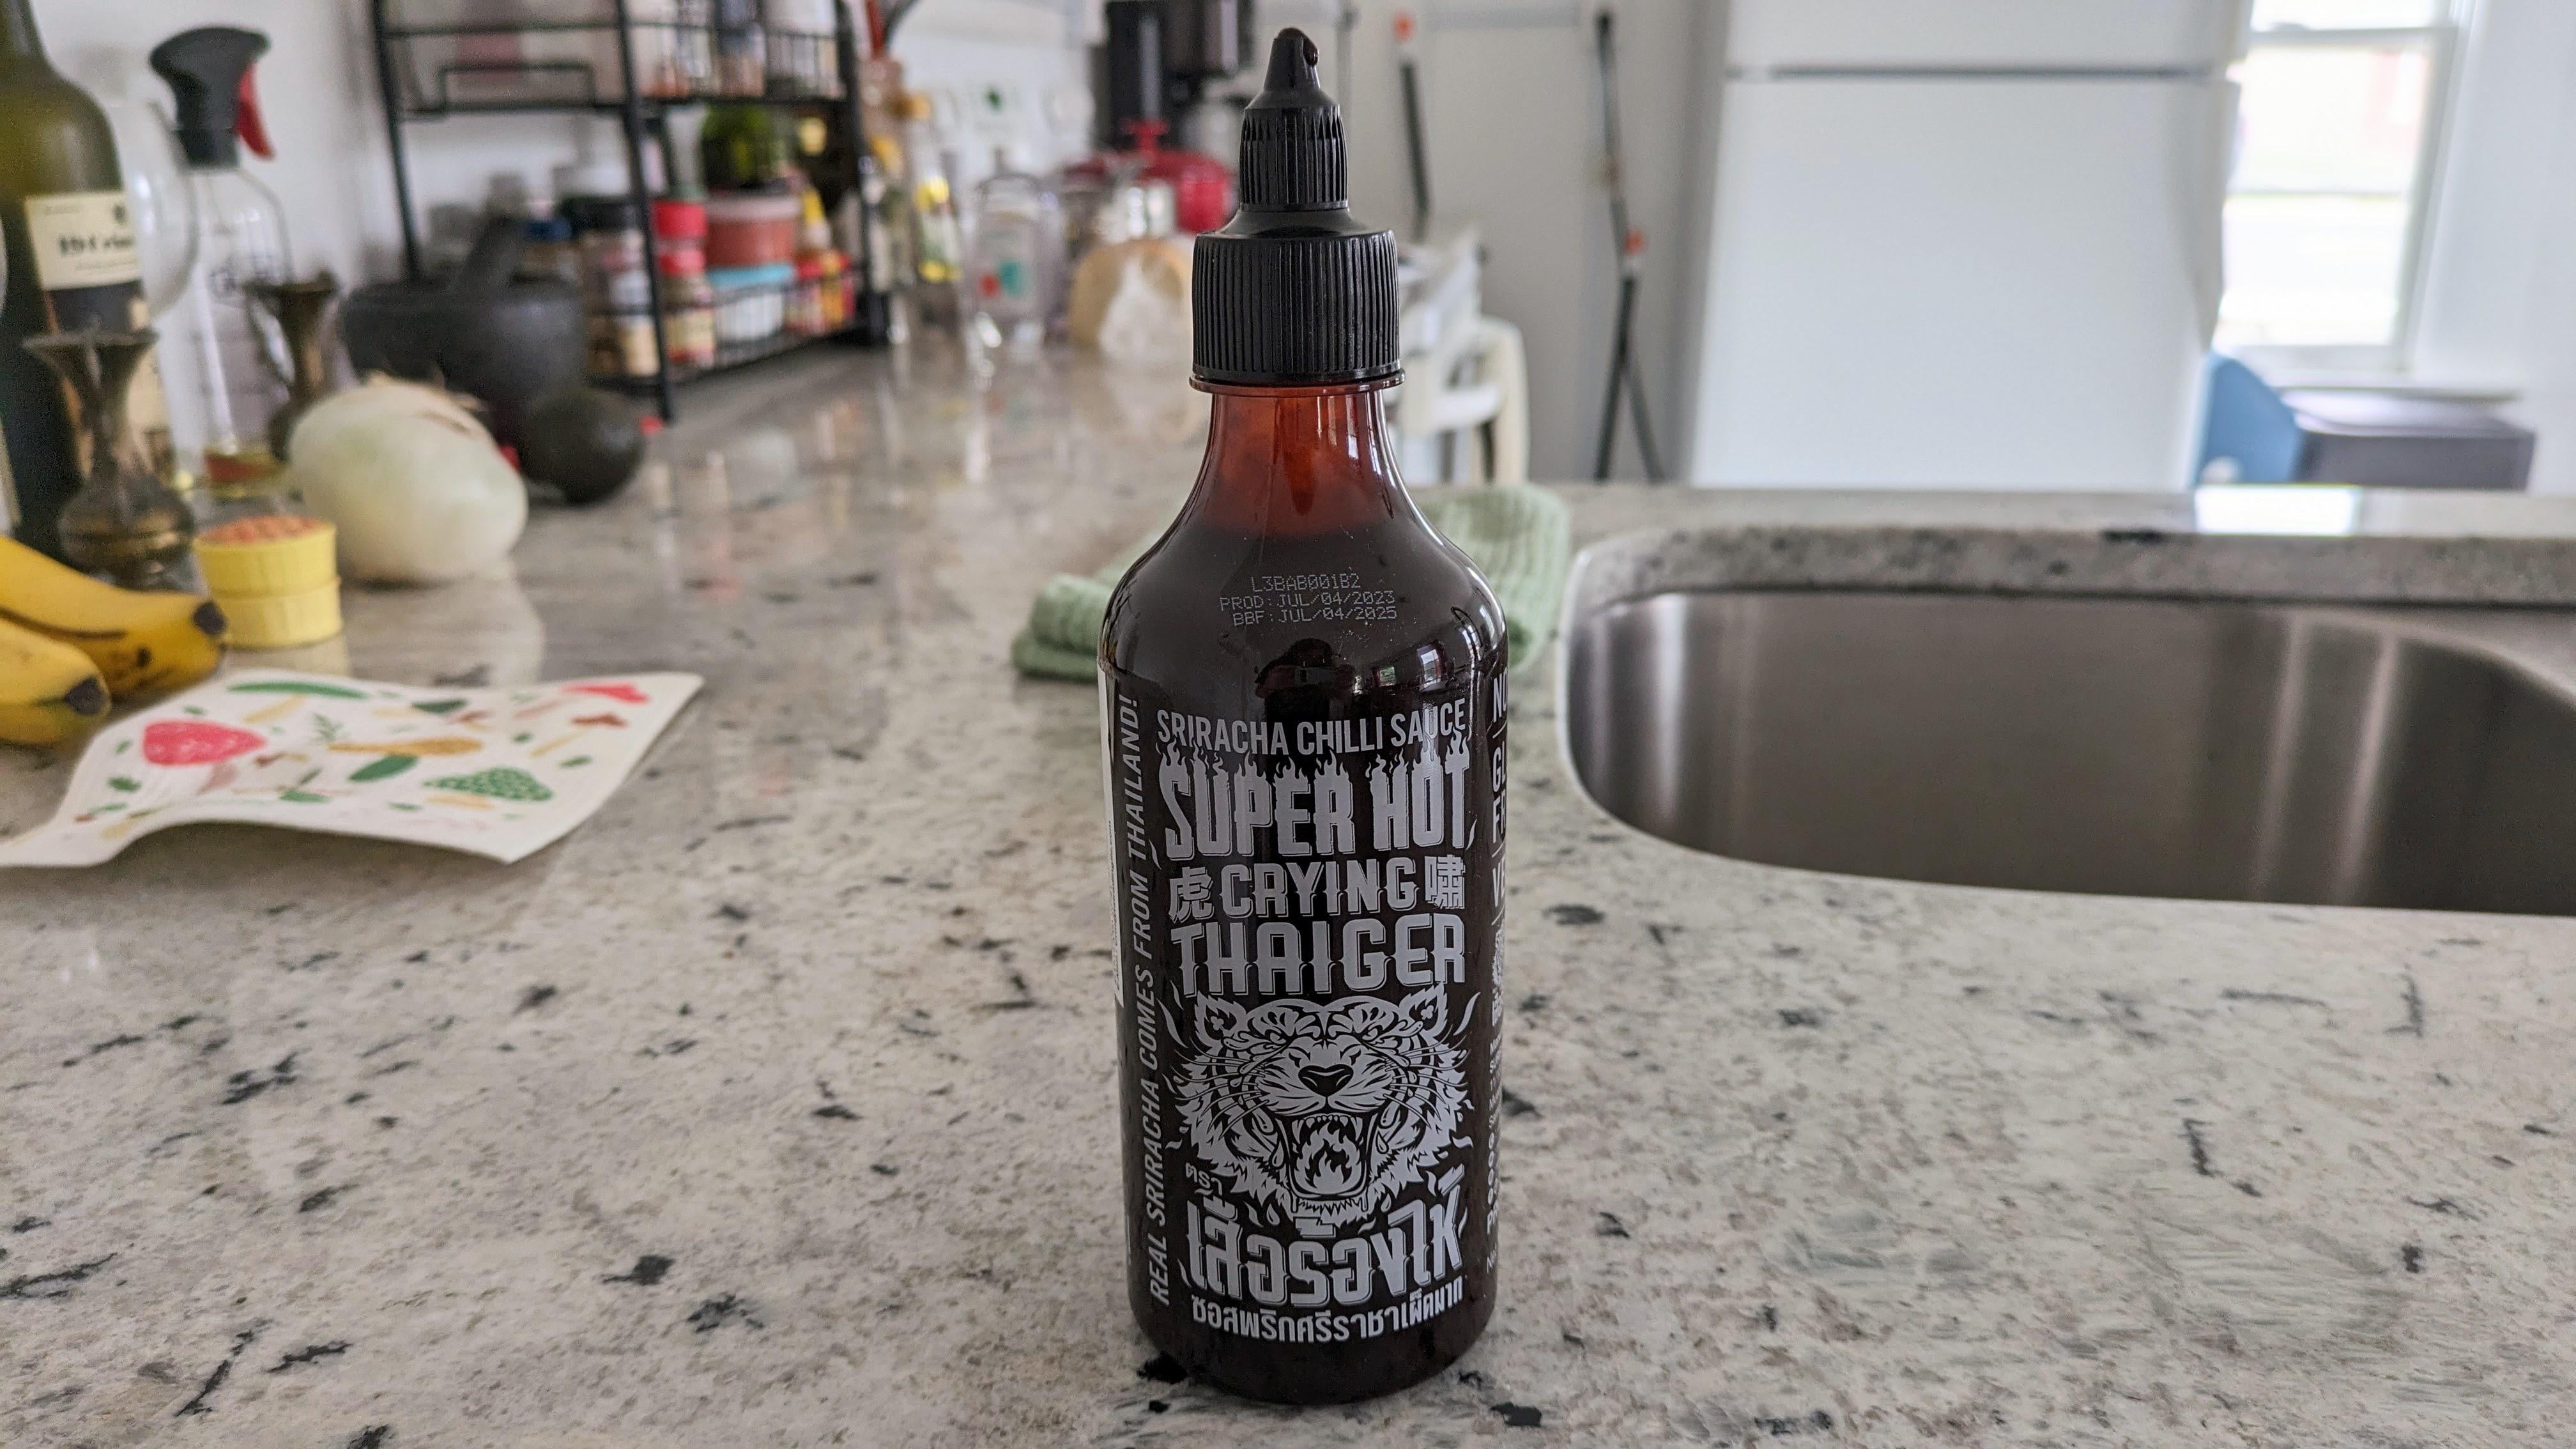 L3BAB001B2
PROD:JUL/04/2023
BBF:JUL/04/2025
SRIRACHA CHILLI SAUCE
SUPER HOT
虎 CRYING 嘯
THAIGER
ตรา
เสือร้องไห้
ซอสพริกศรีราชาเผ็ดมาก
REAL SRIRACHA COMES FROM THAILAND!